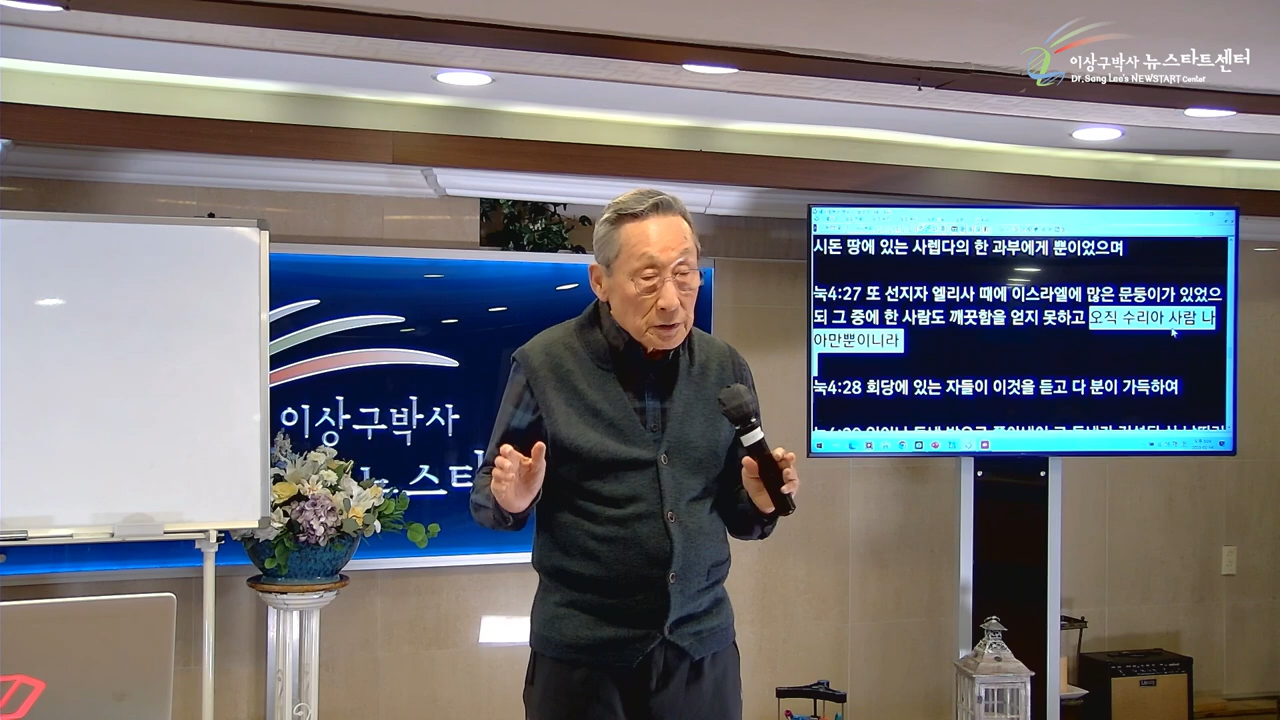 이상구박사 뉴스타트센터
Dr. Sang Lee's NEWSTART Center
시돈 땅에 있는 사렙다의 한 과부에게 뿐이었으며
눅4:27 또 선지자 엘리사 때에 이스라엘에 많은 문둥이가 있었으
되 그 중에 한 사람도 깨끗함을 얻지 못하고 오직 수리아 사람 나
아만뿐이니라
눅4:28 회당에 있는 자들이 이것을 듣고 다 분이 가득하여
이상구박사
뉴스타